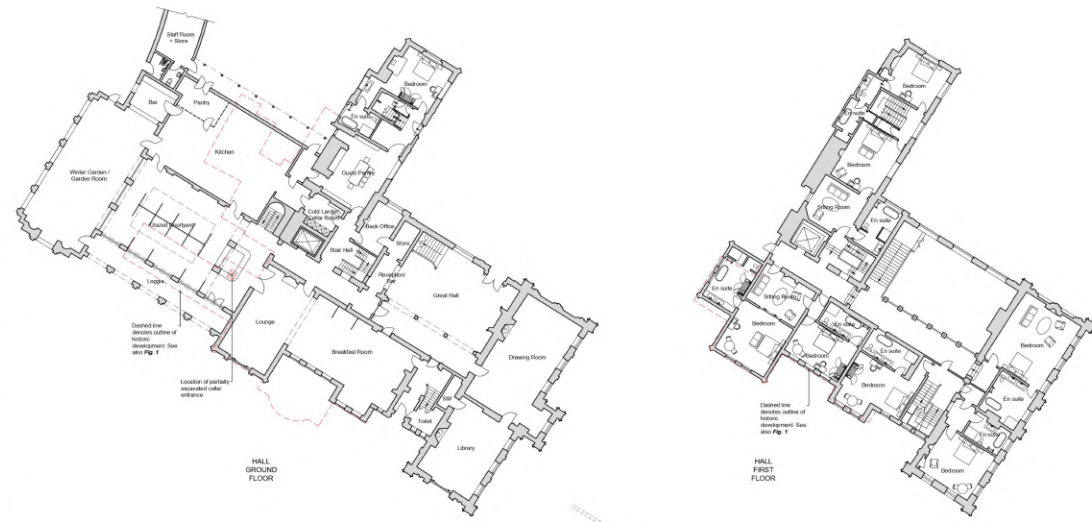 Staff Room
+ Store
Bar
Pantry
Bedroom
En suite
Kitchen
Guest Pantry
Winter Garden /
Garden Room
Glazed Courtyard
Cold Larder
Cellar Room
Back Office
Store
Stair Hall
Reception/
Bar
Great Hall
Loggia
Dashed line
denotes outline of
historic
development. See
also Fig. 1
Lounge
Breakfast Room
Drawing Room
Location of partially
excavated cellar
entrance
Still
Toilet
Library
HALL
GROUND
FLOOR
Bedroom
En suite
Bedroom
Sitting Room
En suite
En suite
Sitting Room
Bedroom
En suite
Bedroom
En suite
Bedroom
Bedroom
En suite
En suite
Bedroom
Dashed line
denotes outline of
historic
development. See
also Fig. 1
HALL
FIRST
FLOOR